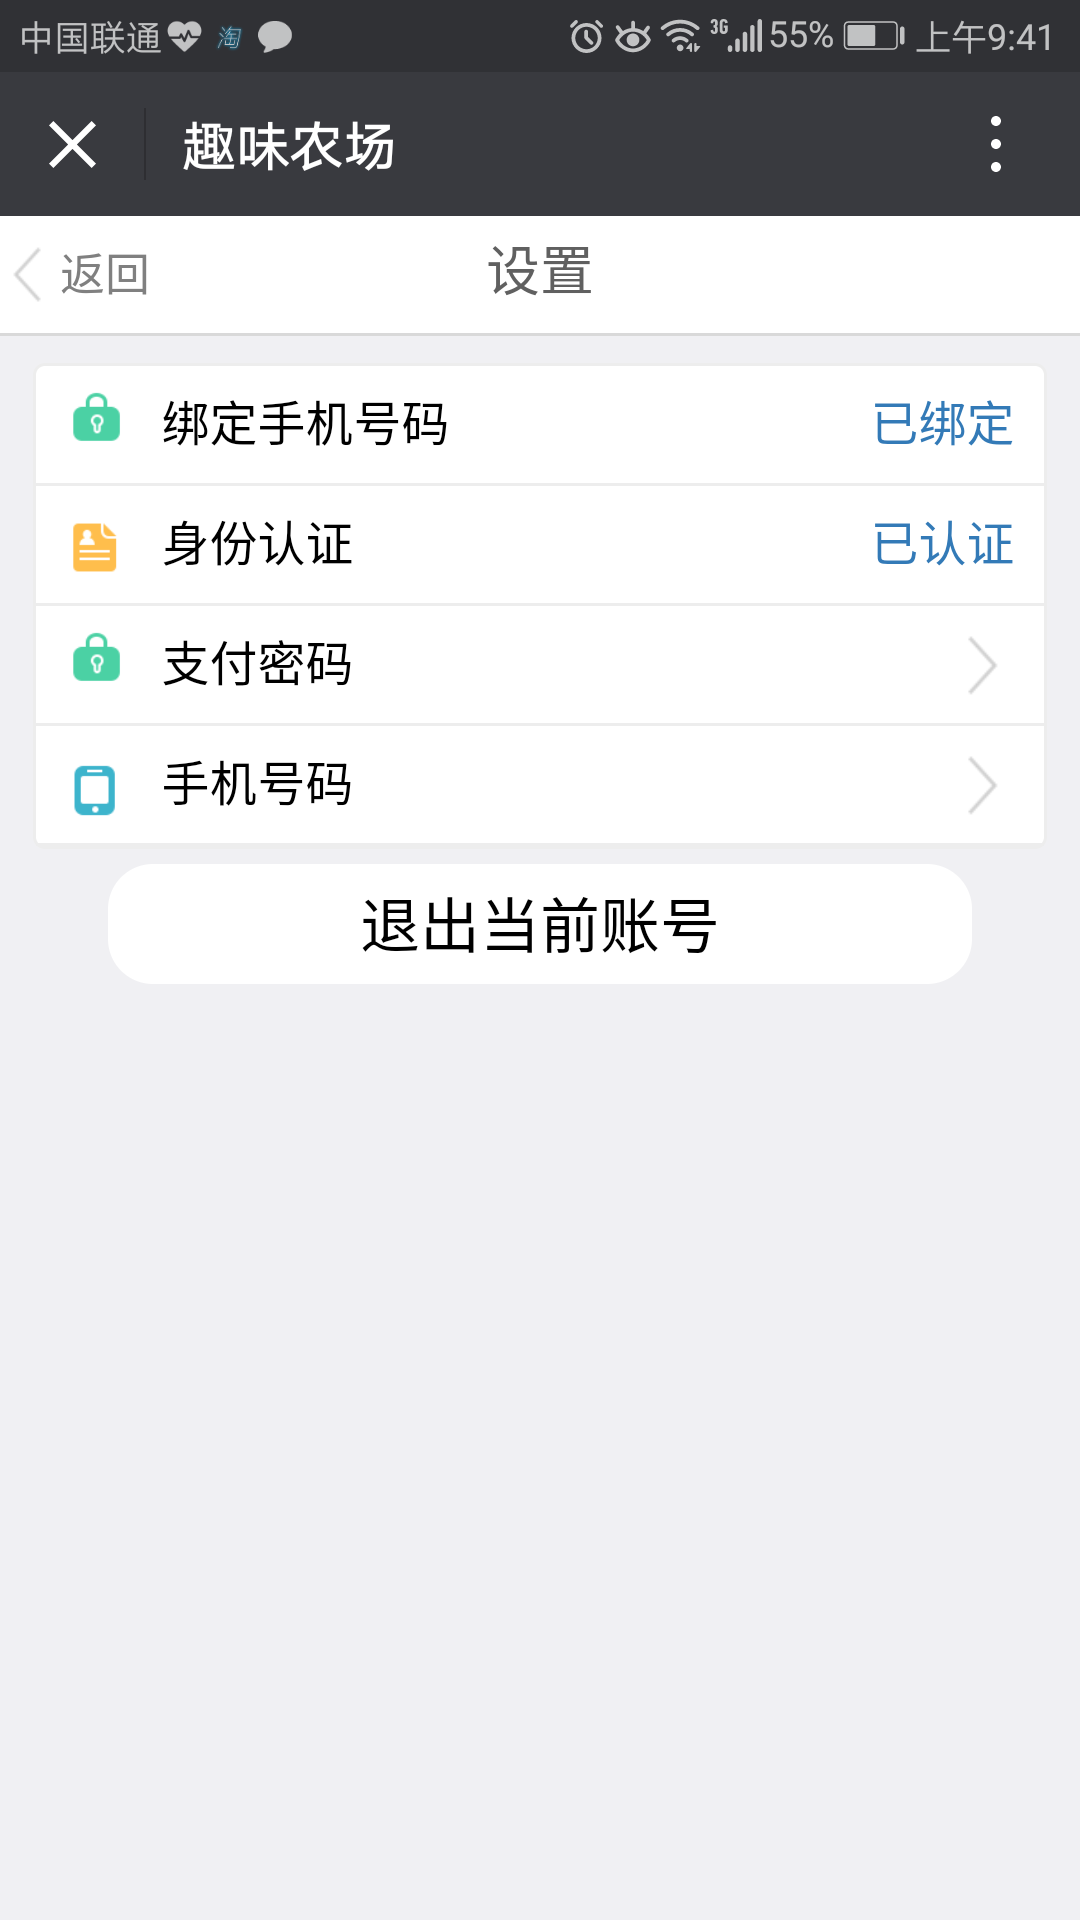 中国联通 淘 3G 55% 上午9:41
趣味农场
返回 设置
绑定手机号码 已绑定
身份认证 已认证
支付密码
手机号码
退出当前账号